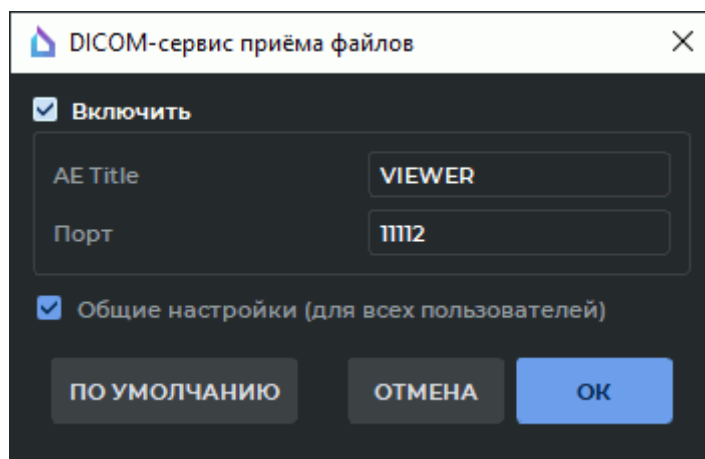 DICOM-сервис приёма файлов
Включить
AE Title VIEWER
Порт 11112
Общие настройки (для всех пользователей)
ПО УМОЛЧАНИЮ ОТМЕНА ОК